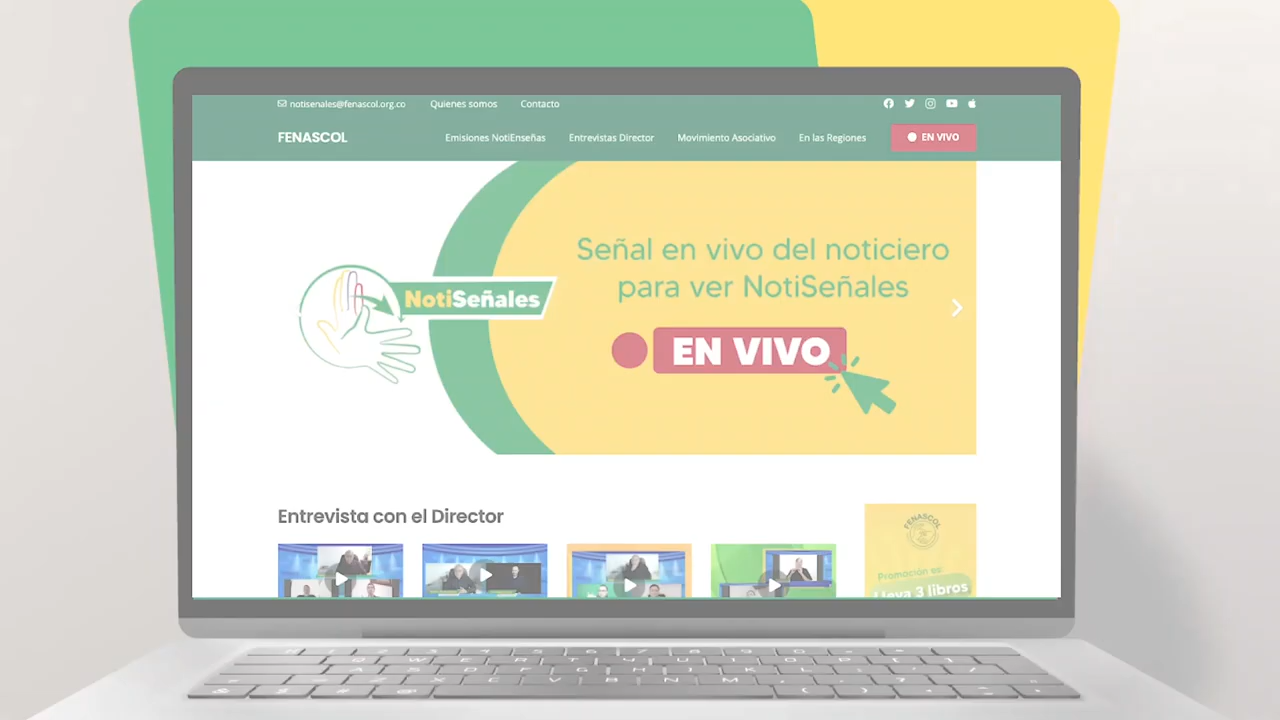 notisenales@fenascol.org.co Quienes somos Contacto
FENASCOL Emisiones NotiEnseñas Entrevistas Director Movimiento Asociativo En las Regiones EN VIVO
Señal en vivo del noticiero
para ver NotiSeñales
NotiSeñales
EN VIVO
Entrevista con el Director
FENASCOL
Promoción en:
Lleva 3 libros